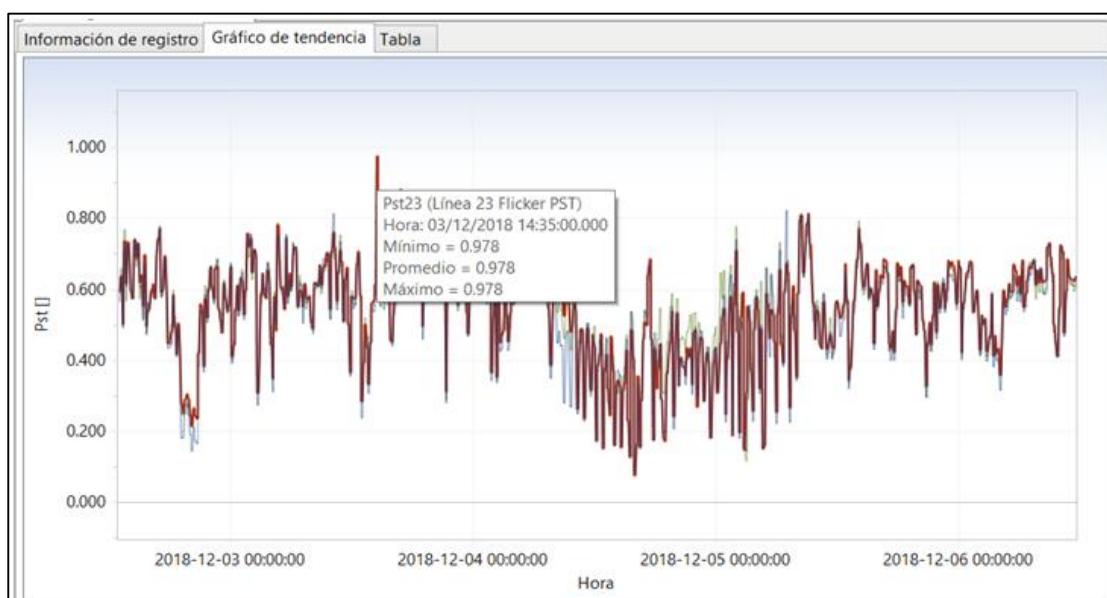 Información de registro Gráfico de tendencia Tabla
1.000
0.800
0.600
0.400
0.200
0.000
Pst []
Pst23 (Línea 23 Flicker PST)
Hora: 03/12/2018 14:35:00.000
Mínimo = 0.978
Promedio = 0.978
Máximo = 0.978
2018-12-03 00:00:00 2018-12-04 00:00:00 2018-12-05 00:00:00 2018-12-06 00:00:00
Hora